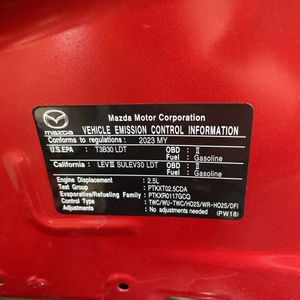 mazda
Mazda Motor Corporation
VEHICLE EMISSION CONTROL INFORMATION
Conforms to regulations : 2023 MY
U.S.EPA : T3B30 LDT OBD : II
Fuel : Gasoline
California : LEVIII SULEV30 LDT OBD : II
Fuel : Gasoline
Engine Displacement : 2.5L
Test Group : PTKXT02.5CDA
Evaporative/Refueling Family : PTKXR0117GCQ
Control Type : TWC/WU-TWC/HO2S/WR-HO2S/DFI
No adjustments needed (PW18)